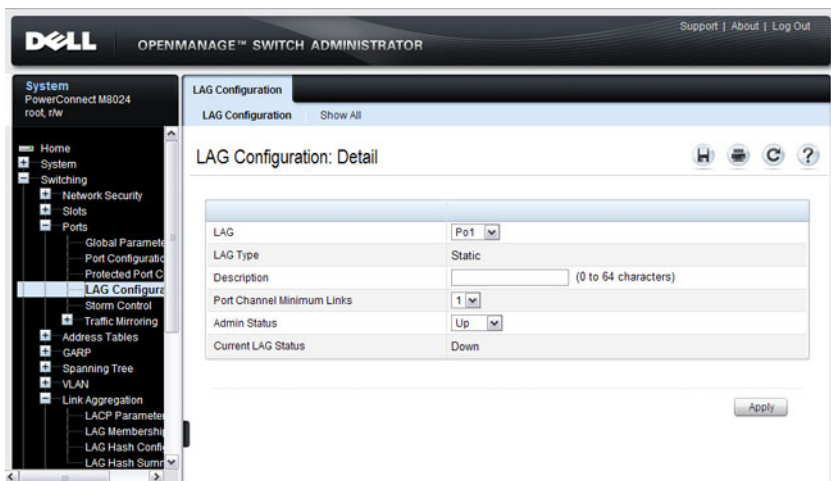 Support | About | Log Out
DELL
OPENMANAGE™ SWITCH ADMINISTRATOR
System
PowerConnect M8024
root, r/w
Home
System
Switching
Network Security
Slots
Ports
Global Paramete
Port Configuratio
Protected Port C
LAG Configura
Storm Control
Traffic Mirroring
Address Tables
GARP
Spanning Tree
VLAN
Link Aggregation
LACP Parameter
LAG Membership
LAG Hash Confi
LAG Hash Summ
LAG Configuration
LAG Configuration Show All
LAG Configuration: Detail
?
LAG Po1
LAG Type Static
Description (0 to 64 characters)
Port Channel Minimum Links 1
Admin Status Up
Current LAG Status Down
Apply